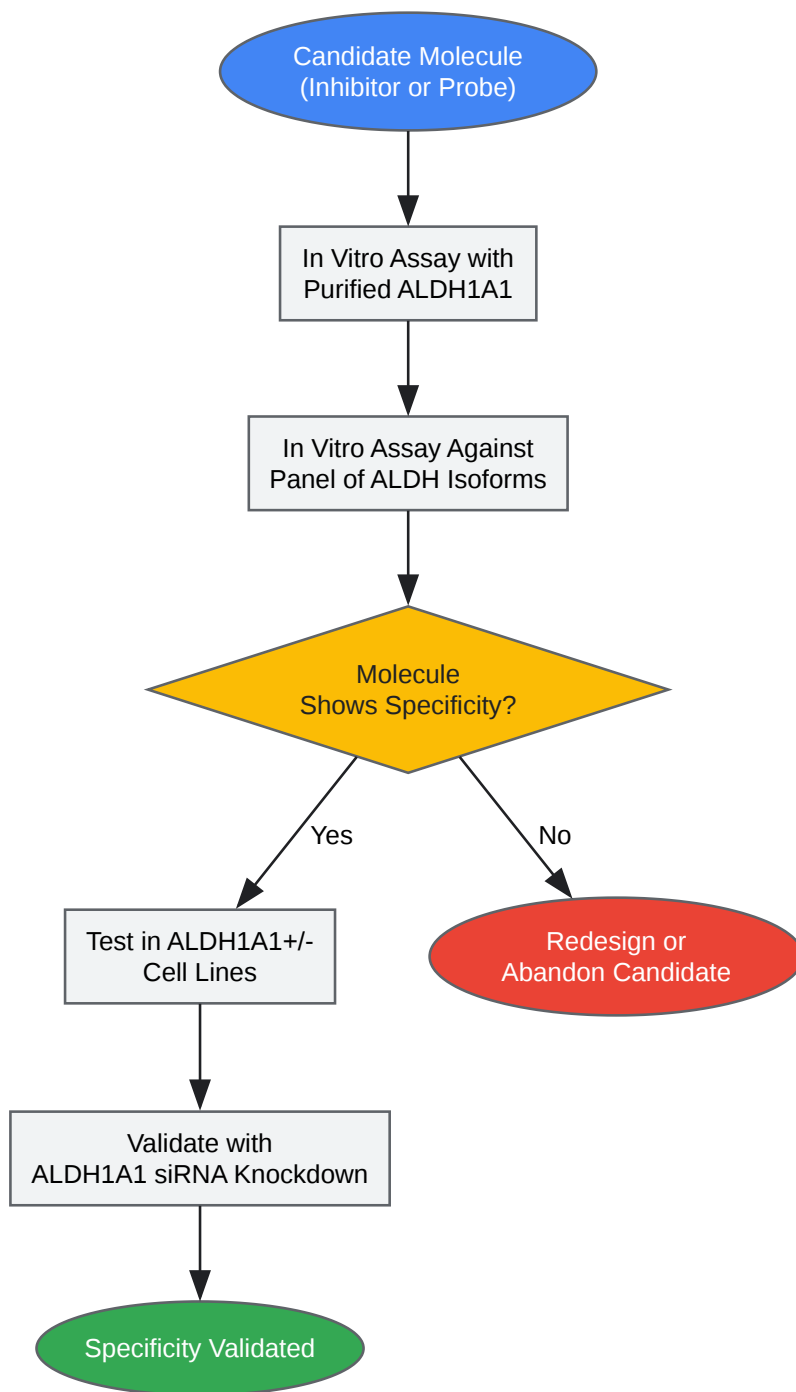 Candidate Molecule
(Inhibitor or Probe)
In Vitro Assay with
Purified ALDH1A1
In Vitro Assay Against
Panel of ALDH Isoforms
Molecule
Shows Specificity?
Yes
No
Test in ALDH1A1+/-
Cell Lines
Redesign or
Abandon Candidate
Validate with
ALDH1A1 siRNA Knockdown
Specificity Validated